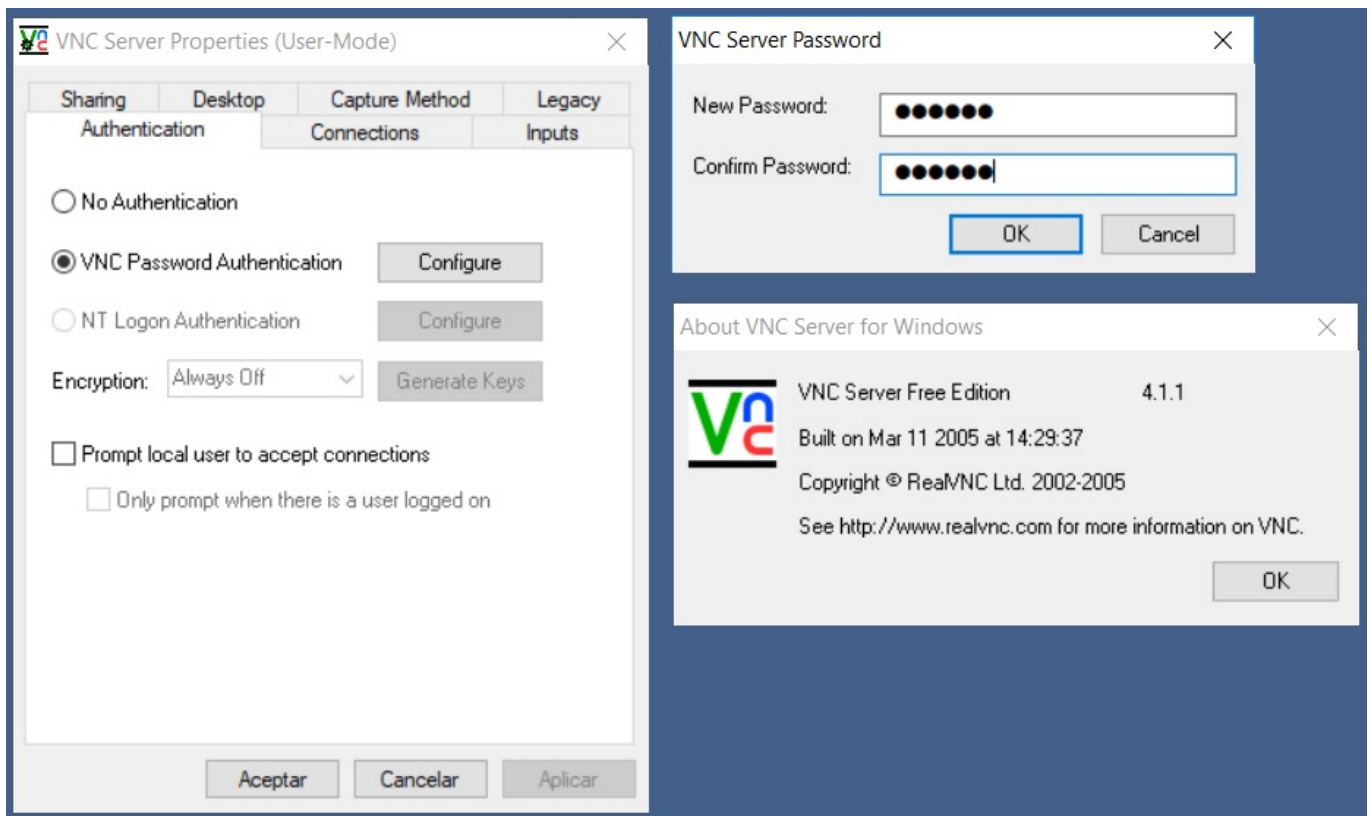 VNC Server Properties (User-Mode)
Sharing Desktop Capture Method Legacy
Authentication Connections Inputs
No Authentication
VNC Password Authentication Configure
NT Logon Authentication Configure
Encryption: Always Off Generate Keys
Prompt local user to accept connections
Only prompt when there is a user logged on
Aceptar Cancelar Aplicar
VNC Server Password
New Password: ●●●●●●
Confirm Password: ●●●●●●
OK Cancel
About VNC Server for Windows
VNC Server Free Edition 4.1.1
Built on Mar 11 2005 at 14:29:37
Copyright © RealVNC Ltd. 2002-2005
See http://www.realvnc.com for more information on VNC.
OK